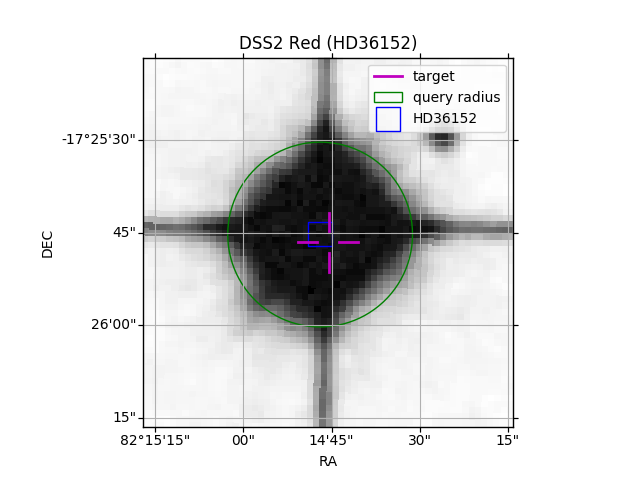 DSS2 Red (HD36152)
target
query radius
HD36152
-17°25'30"
45"
26'00"
15"
DEC
82°15'15" 00" 14'45" 30" 15"
RA